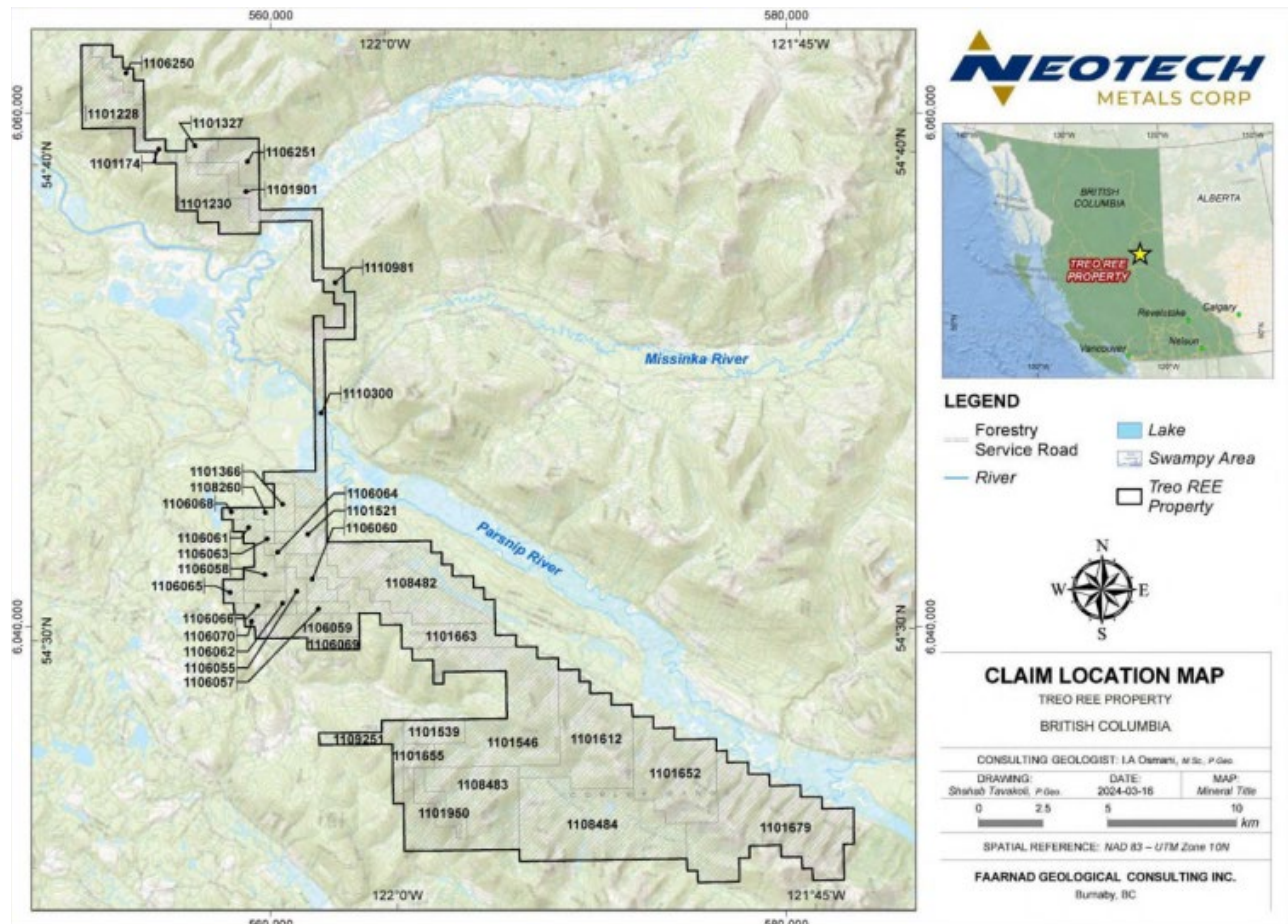 560,000
580,000
122°0'W
121°45'W
6,060,000
54°40'N
6,060,000
54°40'N
1106250
1101228
1101327
1106251
1101174
1101901
1101230
1110981
Missinka River
1110300
1101366
1108260
1106068
1106064
1101521
1106060
1106061
1106063
1106058
1106065
Parsnip River
1108482
1106066
1106070
1106062
1106055
1106057
1106059
1106069
1101663
6,040,000
54°30'N
6,040,000
54°30'N
1109251
1101539
1101655
1101546
1101612
1101652
1108483
1101950
1108484
1101679
122°0'W
121°45'W
560,000
580,000
NEOTECH
METALS CORP
130°W
120°W
BRITISH
COLUMBIA
ALBERTA
TREO REE
PROPERTY
Revelstoke
Calgary
Vancouver
Nelson
120°W
LEGEND
Forestry
Service Road
River
Lake
Swampy Area
Treo REE
Property
N
W E
S
CLAIM LOCATION MAP
TREO REE PROPERTY
BRITISH COLUMBIA
CONSULTING GEOLOGIST: I.A Osmani, M.Sc., P.Geo.
DRAWING: DATE: MAP:
Shahab Tavakoli, P.Geo. 2024-03-16 Mineral Title
0 2.5 5 10
km
SPATIAL REFERENCE: NAD 83 – UTM Zone 10N
FAARNAD GEOLOGICAL CONSULTING INC.
Burnaby, BC